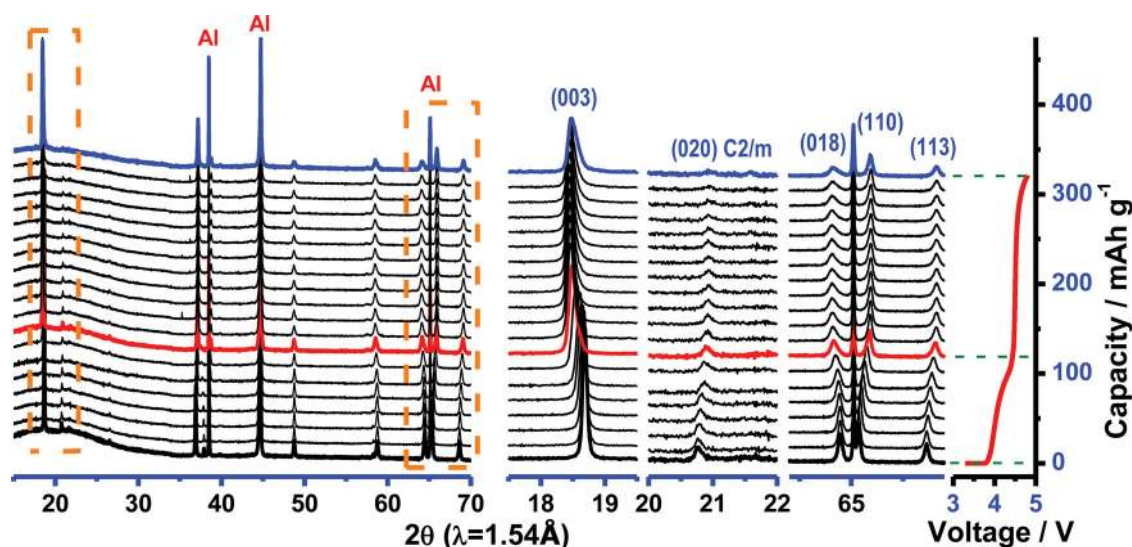 Al
Al
Al
(003)
(020) C2/m
(018)
(110)
(113)
400
300
200
100
0
Capacity / mAh g⁻¹
20 30 40 50 60 70
18.5 19
20 21 22
65
3 4 5
2θ (λ=1.54Å)
Voltage / V